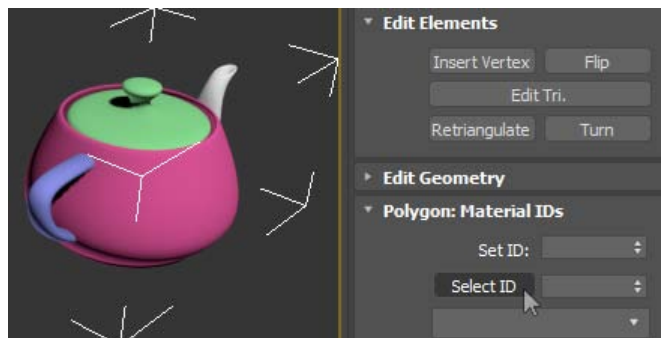 Edit Elements
Insert Vertex Flip
Edit Tri.
Retriangulate Turn
Edit Geometry
Polygon: Material IDs
Set ID:
Select ID